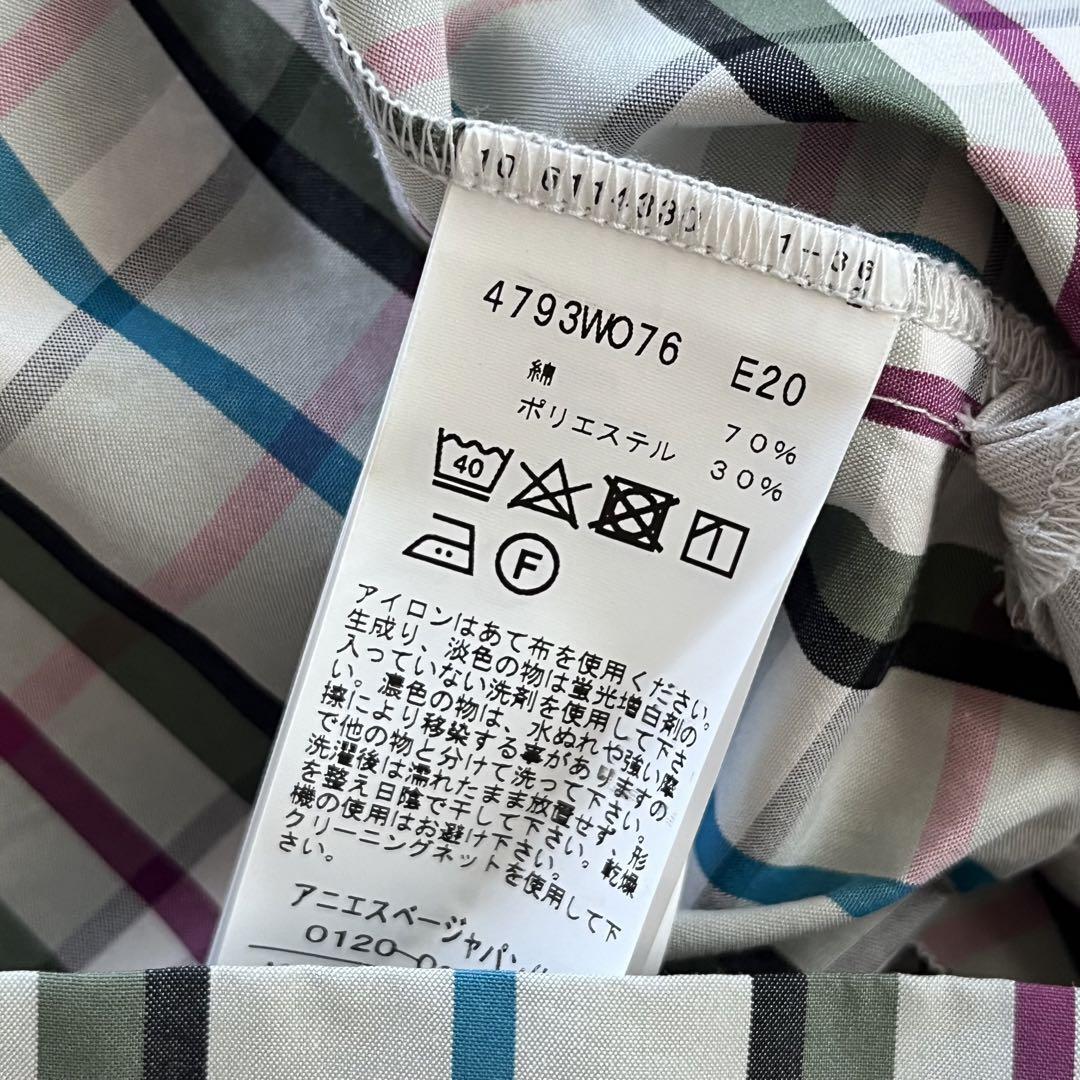 10 6114330 1-36
4793W076 E20
綿 70%
ポリエステル 30%
40
1
F
アイロンはあて布を使用ください。
生成り、淡色の物は蛍光増白剤の
入っていない洗剤を使用して下さ
い。濃色の物は、水ぬれや強い摩
擦により移染する事がありますの
で他の物と分けて洗って下さい。
洗濯後は濡れたまま放置せず、形
を整え日陰で干して下さい。乾燥
機の使用はお避け下さい。
クリーニングネットを使用して下
さい。
アニエスベージャパン
0120-0